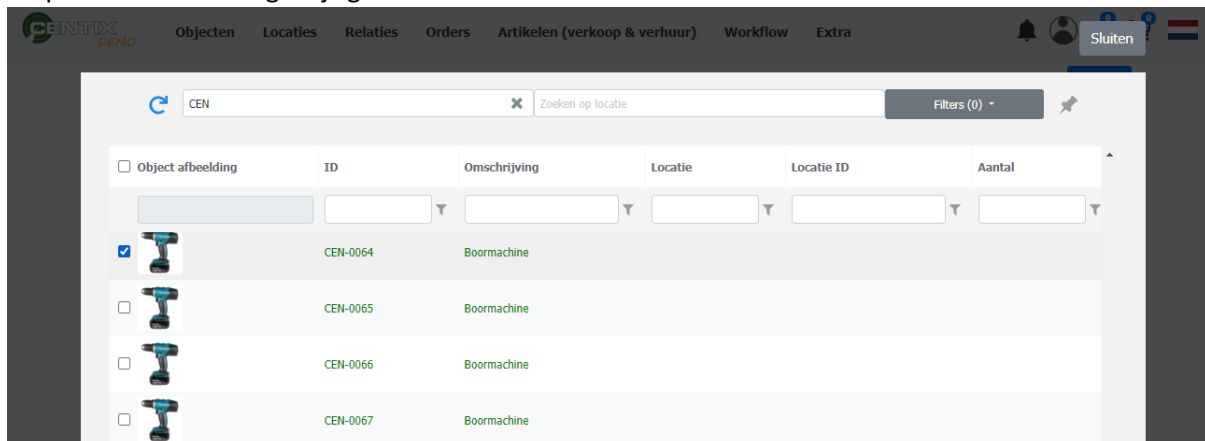 CENTIX DEMO Objecten Locaties Relaties Orders Artikelen (verkoop & verhuur) Workflow Extra Sluiten
CEN Zoeken op locatie Filters (0)
Object afbeelding ID Omschrijving Locatie Locatie ID Aantal
CEN-0064 Boormachine
CEN-0065 Boormachine
CEN-0066 Boormachine
CEN-0067 Boormachine